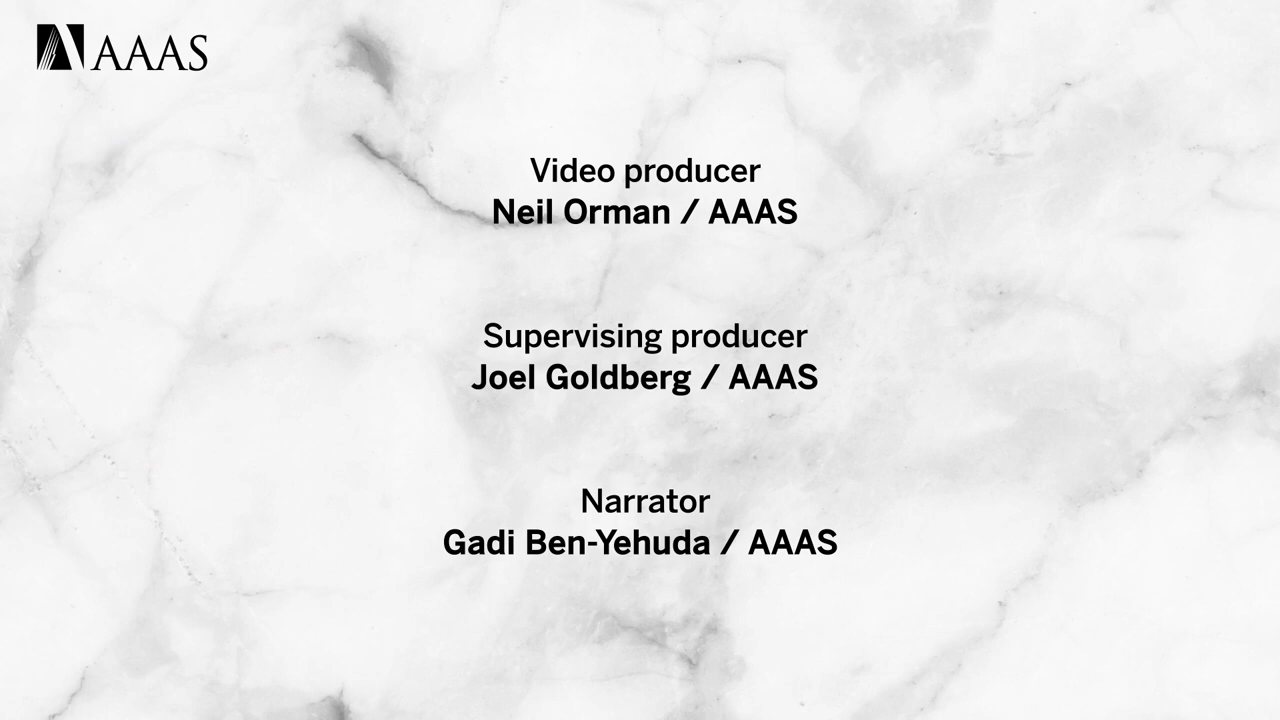 AAAS
Video producer
Neil Orman / AAAS
Supervising producer
Joel Goldberg / AAAS
Narrator
Gadi Ben-Yehuda / AAAS